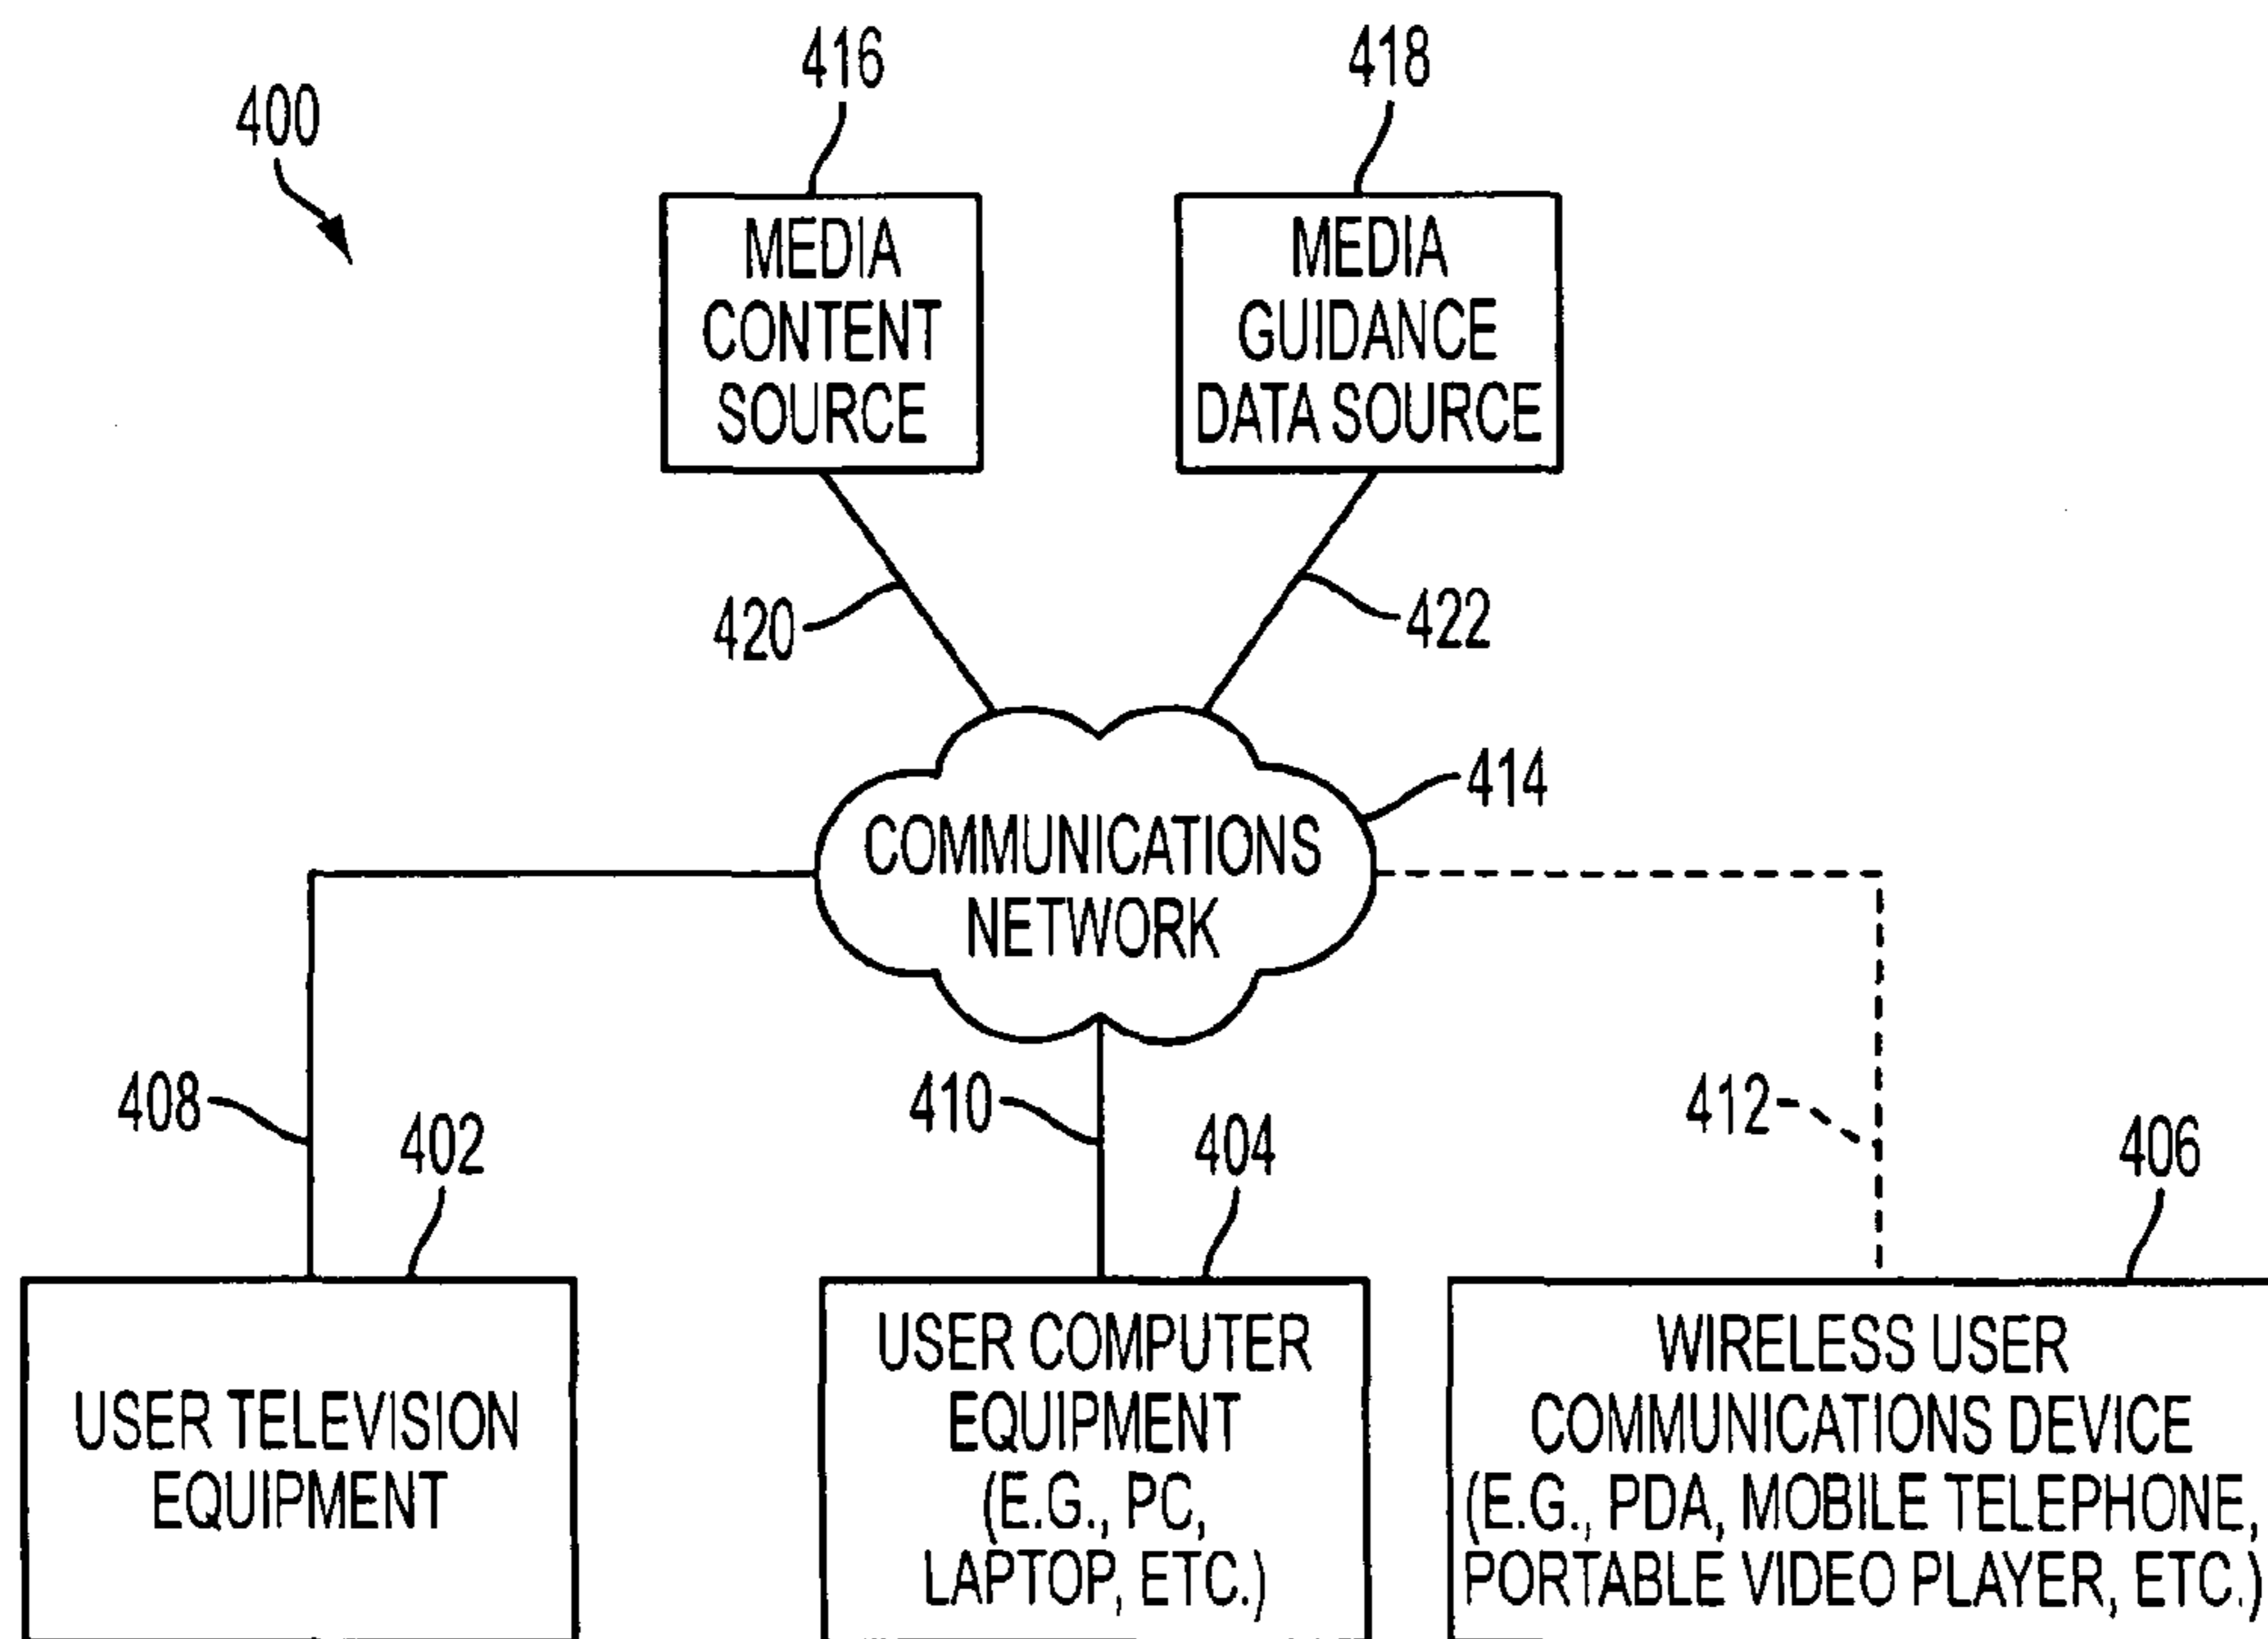 400
416
418
MEDIA
CONTENT
SOURCE
MEDIA
GUIDANCE
DATA SOURCE
420
422
414
COMMUNICATIONS
NETWORK
408
402
410
404
412
406
USER TELEVISION
EQUIPMENT
USER COMPUTER
EQUIPMENT
(E.G., PC,
LAPTOP, ETC.)
WIRELESS USER
COMMUNICATIONS DEVICE
(E.G., PDA, MOBILE TELEPHONE,
PORTABLE VIDEO PLAYER, ETC.)